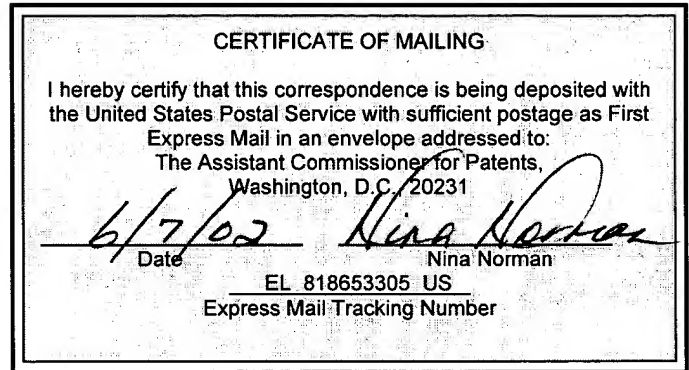 CERTIFICATE OF MAILING
I hereby certify that this correspondence is being deposited with
the United States Postal Service with sufficient postage as First
Express Mail in an envelope addressed to:
The Assistant Commissioner for Patents,
Washington, D.C. 20231
6/7/02 Nina Norman
Date Nina Norman
EL 818653305 US
Express Mail Tracking Number